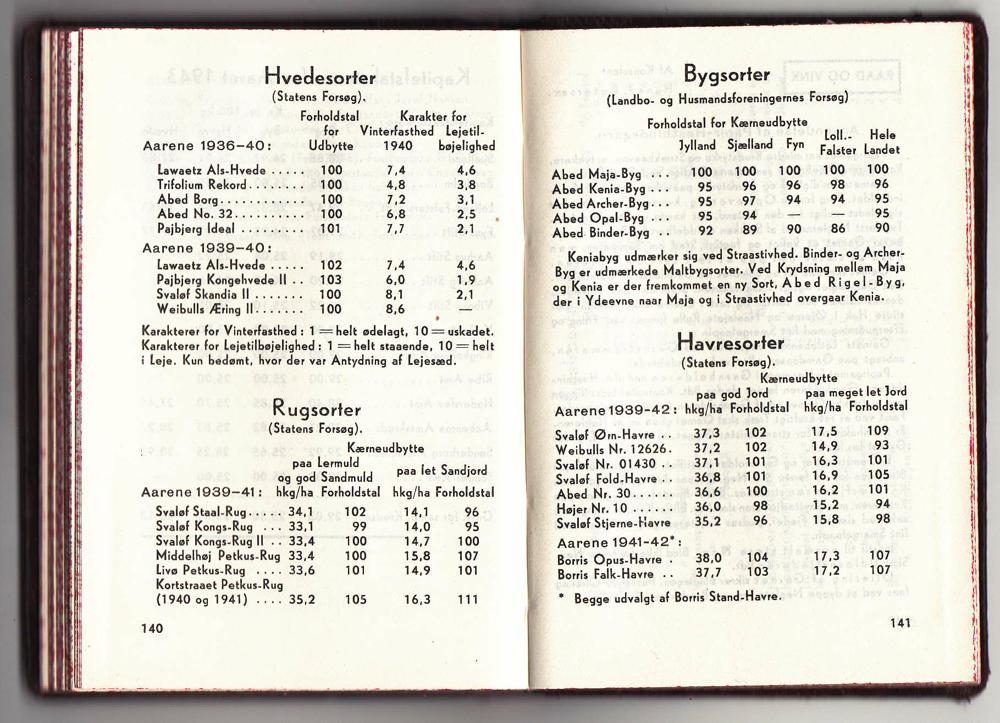 Hvedesorter
(Statens Forsøg).
Forholdstal Karakter for
for Vinterfasthed Lejetil-
Aarene 1936-40: Udbytte 1940 bøjelighed
Lawaetz Als-Hvede ..... 100 7,4 4,6
Trifolium Rekord........ 100 4,8 3,8
Abed Borg............ 100 7,2 3,1
Abed No. 32.......... 100 6,8 2,5
Pajbjerg Ideal ......... 101 7,7 2,1
Aarene 1939-40:
Lawaetz Als-Hvede ..... 102 7,4 4,6
Pajbjerg Kongehvede II .. 103 6,0 1,9
Svaløf Skandia II ....... 100 8,1 2,1
Weibulls Æring II....... 100 8,6 —
Karakterer for Vinterfasthed : 1 = helt ødelagt, 10 = uskadet.
Karakterer for Lejetilbøjelighed : 1 = helt staaende, 10 = helt
i Leje. Kun bedømt, hvor der var Antydning af Lejesæd.
Rugsorter
(Statens Forsøg).
Kærneudbytte
paa Lermuld
og god Sandmuld paa let Sandjord
Aarene 1939-41: hkg/ha Forholdstal hkg/ha Forholdstal
Svaløf Staal-Rug..... 34,1 102 14,1 96
Svaløf Kongs-Rug ... 33,1 99 14,0 95
Svaløf Kongs-Rug II .. 33,4 100 14,7 100
Middelhøj Petkus-Rug 33,4 100 15,8 107
Livø Petkus-Rug .... 33,6 101 14,9 101
Kortstraaet Petkus-Rug
(1940 og 1941) .... 35,2 105 16,3 111
140
Bygsorter
(Landbo- og Husmandsforeningernes Forsøg)
Forholdstal for Kærneudbytte
Jylland Sjælland Fyn Loll.- Hele
Falster Landet
Abed Maja-Byg ... 100 100 100 100 100
Abed Kenia-Byg ... 95 96 96 98 96
Abed Archer-Byg... 95 97 94 94 95
Abed Opal-Byg ... 95 94 — — 95
Abed Binder-Byg .. 92 89 90 86 90
Keniabyg udmærker sig ved Straastivhed. Binder- og Archer-
Byg er udmærkede Maltbygsorter. Ved Krydsning mellem Maja
og Kenia er der fremkommet en ny Sort, Abed Rigel-Byg,
der i Ydeevne naar Maja og i Straastivhed overgaar Kenia.
Havresorter
(Statens Forsøg).
Kærneudbytte
paa god Jord paa meget let Jord
Aarene 1939-42: hkg/ha Forholdstal hkg/ha Forholdstal
Svaløf Ørn-Havre .. 37,3 102 17,5 109
Weibulls Nr. 12626. 37,2 102 14,9 93
Svaløf Nr. 01430 .. 37,1 101 16,3 101
Svaløf Fold-Havre .. 36,8 101 16,9 105
Abed Nr. 30...... 36,6 100 16,2 101
Højer Nr. 10 ...... 36,0 98 15,2 94
Svaløf Stjerne-Havre 35,2 96 15,8 98
Aarene 1941-42*:
Borris Opus-Havre . 38,0 104 17,3 107
Borris Falk-Havre .. 37,7 103 17,2 107
* Begge udvalgt af Borris Stand-Havre.
141